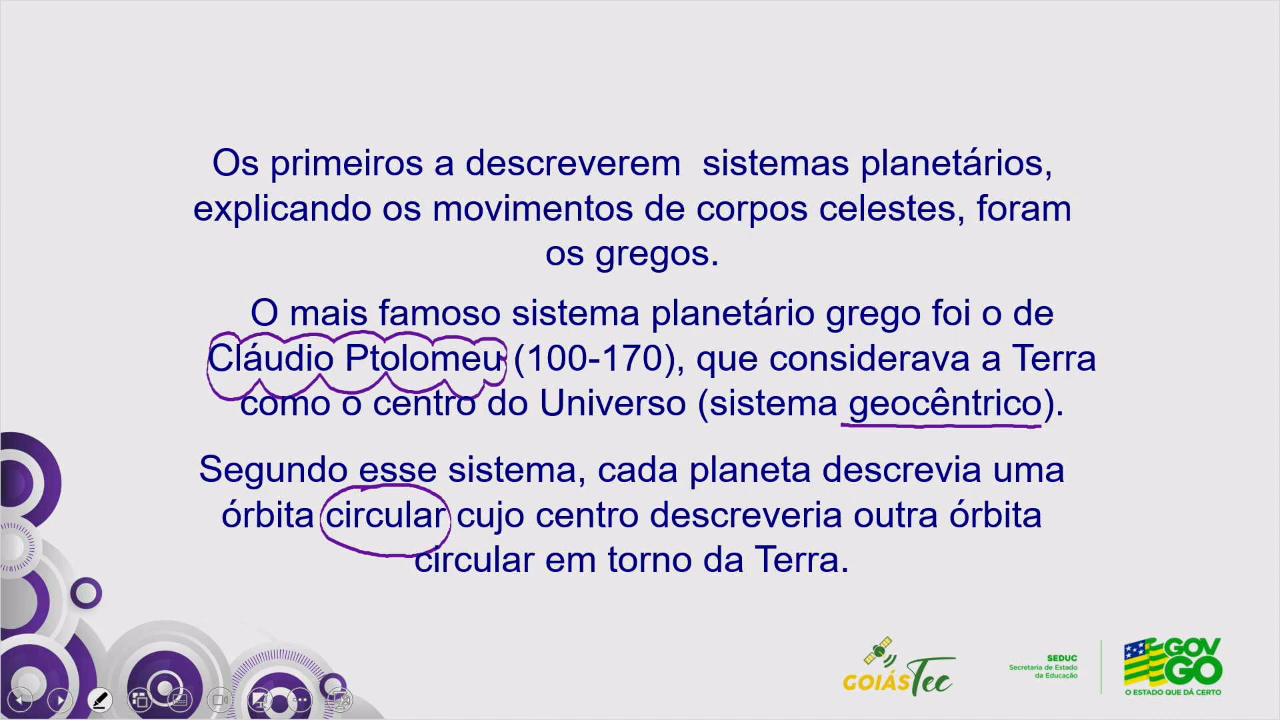 Os primeiros a descreverem sistemas planetários,
explicando os movimentos de corpos celestes, foram
os gregos.
O mais famoso sistema planetário grego foi o de
Cláudio Ptolomeu (100-170), que considerava a Terra
como o centro do Universo (sistema geocêntrico).
Segundo esse sistema, cada planeta descrevia uma
órbita circular cujo centro descreveria outra órbita
circular em torno da Terra.
GOIÁSTec
SEDUC
Secretaria de Estado
da Educação
GOV
GO
O ESTADO QUE DÁ CERTO